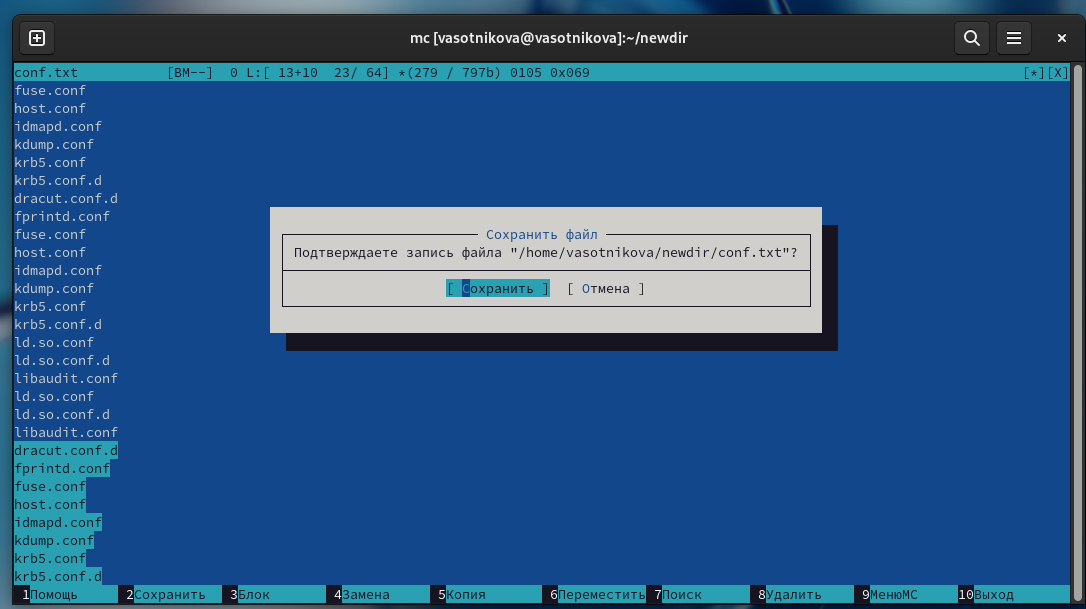 mc [vasotnikova@vasotnikova]:~/newdir
conf.txt [BM--] 0 L:[ 13+10 23/ 64] *(279 / 797b) 0105 0x069 [*][X]
fuse.conf
host.conf
idmapd.conf
kdump.conf
krb5.conf
krb5.conf.d
dracut.conf.d
fprintd.conf
fuse.conf
host.conf
idmapd.conf
kdump.conf
krb5.conf
krb5.conf.d
ld.so.conf
ld.so.conf.d
libaudit.conf
ld.so.conf
ld.so.conf.d
libaudit.conf
dracut.conf.d
fprintd.conf
fuse.conf
host.conf
idmapd.conf
kdump.conf
krb5.conf
krb5.conf.d
Сохранить файл
Подтверждаете запись файла "/home/vasotnikova/newdir/conf.txt"?
[ Сохранить ] [ Отмена ]
1Помощь 2Сохранить 3Блок 4Замена 5Копия 6Переместить 7Поиск 8Удалить 9МенюМС 10Выход